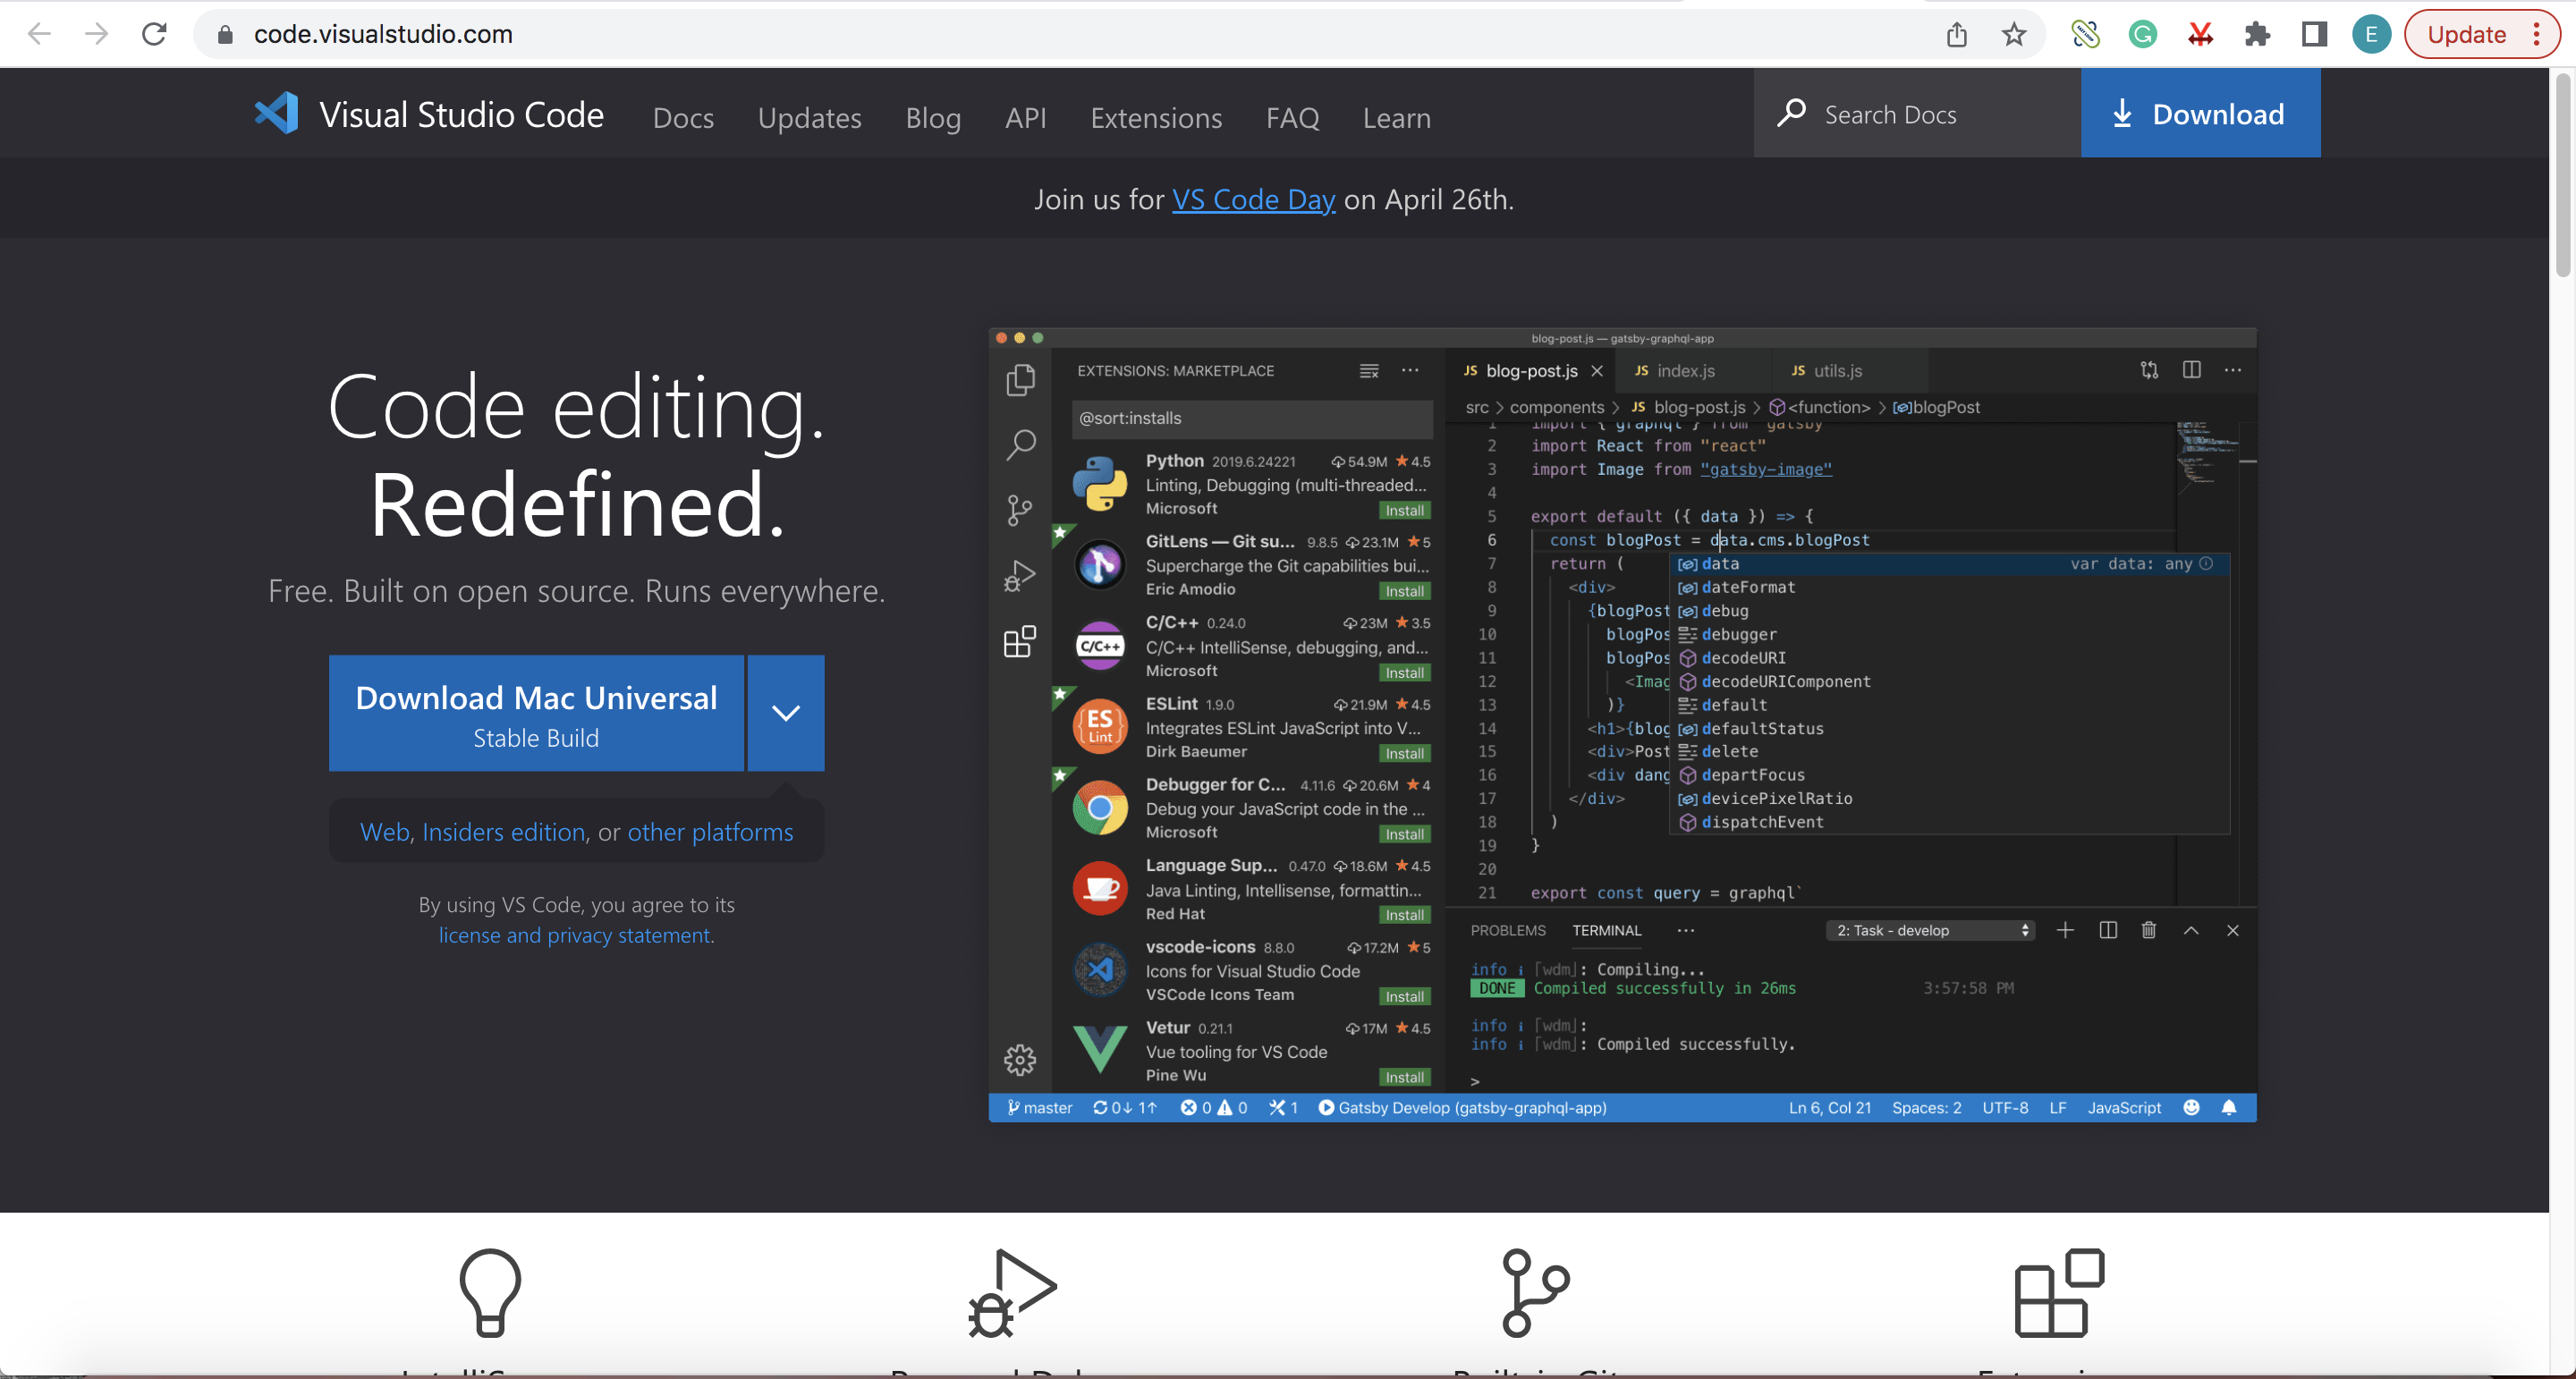 code.visualstudio.com
E
Update
Visual Studio Code
Docs
Updates
Blog
API
Extensions
FAQ
Learn
Search Docs
Download
Join us for VS Code Day on April 26th.
Code editing.
Redefined.
Free. Built on open source. Runs everywhere.
Download Mac Universal
Stable Build
Web, Insiders edition, or other platforms
By using VS Code, you agree to its
license and privacy statement.
blog-post.js — gatsby-graphql-app
EXTENSIONS: MARKETPLACE
@sort:installs
Python 2019.6.24221 54.9M 4.5
Linting, Debugging (multi-threaded...
Microsoft
Install
GitLens — Git su... 9.8.5 23.1M 5
Supercharge the Git capabilities bui...
Eric Amodio
Install
C/C++
C/C++ 0.24.0 23M 3.5
C/C++ IntelliSense, debugging, and...
Microsoft
Install
ES
Lint
ESLint 1.9.0 21.9M 4.5
Integrates ESLint JavaScript into V...
Dirk Baeumer
Install
Debugger for C... 4.11.6 20.6M 4
Debug your JavaScript code in the ...
Microsoft
Install
Language Sup... 0.47.0 18.6M 4.5
Java Linting, Intellisense, formattin...
Red Hat
Install
vscode-icons 8.8.0 17.2M 5
Icons for Visual Studio Code
VSCode Icons Team
Install
Vetur 0.21.1 17M 4.5
Vue tooling for VS Code
Pine Wu
Install
JS blog-post.js
JS index.js
JS utils.js
src > components > JS blog-post.js > <function> > blogPost
1 import { graphql } from "gatsby"
2 import React from "react"
3 import Image from "gatsby-image"
4
5 export default ({ data }) => {
6 const blogPost = data.cms.blogPost
7 return (
8 <div>
9 {blogPost
10 blogPos
11 blogPos
12 <Imag
13 )}
14 <h1>{blog
15 <div>Post
16 <div dang
17 </div>
18 )
19 }
20
21 export const query = graphql`
data var data: any
dateFormat
debug
debugger
decodeURI
decodeURIComponent
default
defaultStatus
delete
departFocus
devicePixelRatio
dispatchEvent
PROBLEMS
TERMINAL
2: Task - develop
info i ｢wdm｣: Compiling...
DONE Compiled successfully in 26ms 3:57:58 PM
info i ｢wdm｣:
info i ｢wdm｣: Compiled successfully.
>
master 0↓ 1↑ 0 0 1 Gatsby Develop (gatsby-graphql-app)
Ln 6, Col 21 Spaces: 2 UTF-8 LF JavaScript